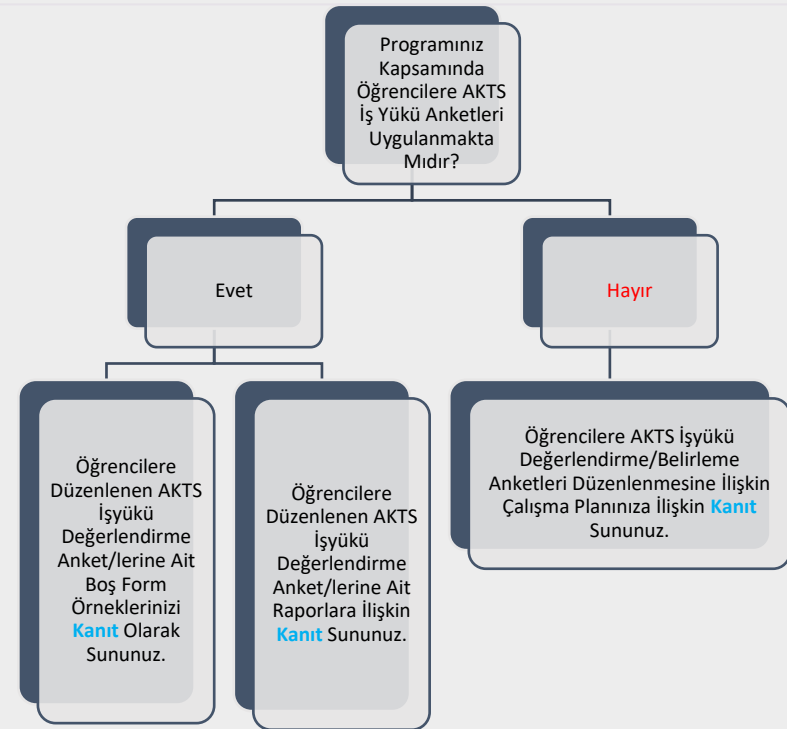 Programınız
Kapsamında
Öğrencilere AKTS
İş Yükü Anketleri
Uygulanmakta
Mıdır?
Evet
Hayır
Öğrencilere
Düzenlenen AKTS
İşyükü
Değerlendirme
Anket/lerine Ait
Boş Form
Örneklerinizi
Kanıt Olarak
Sununuz.
Öğrencilere
Düzenlenen AKTS
İşyükü
Değerlendirme
Anket/lerine Ait
Raporlara İlişkin
Kanıt Sununuz.
Öğrencilere AKTS İşyükü
Değerlendirme/Belirleme
Anketleri Düzenlenmesine İlişkin
Çalışma Planınıza İlişkin Kanıt
Sununuz.